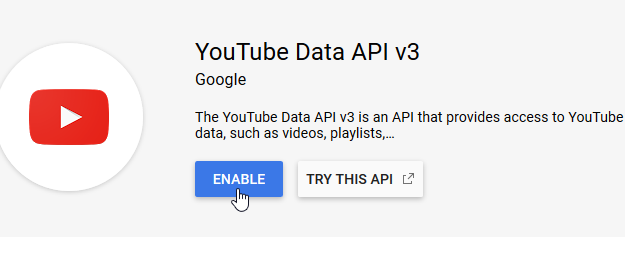 YouTube Data API v3
Google
The YouTube Data API v3 is an API that provides access to YouTube
data, such as videos, playlists,…
ENABLE
TRY THIS API